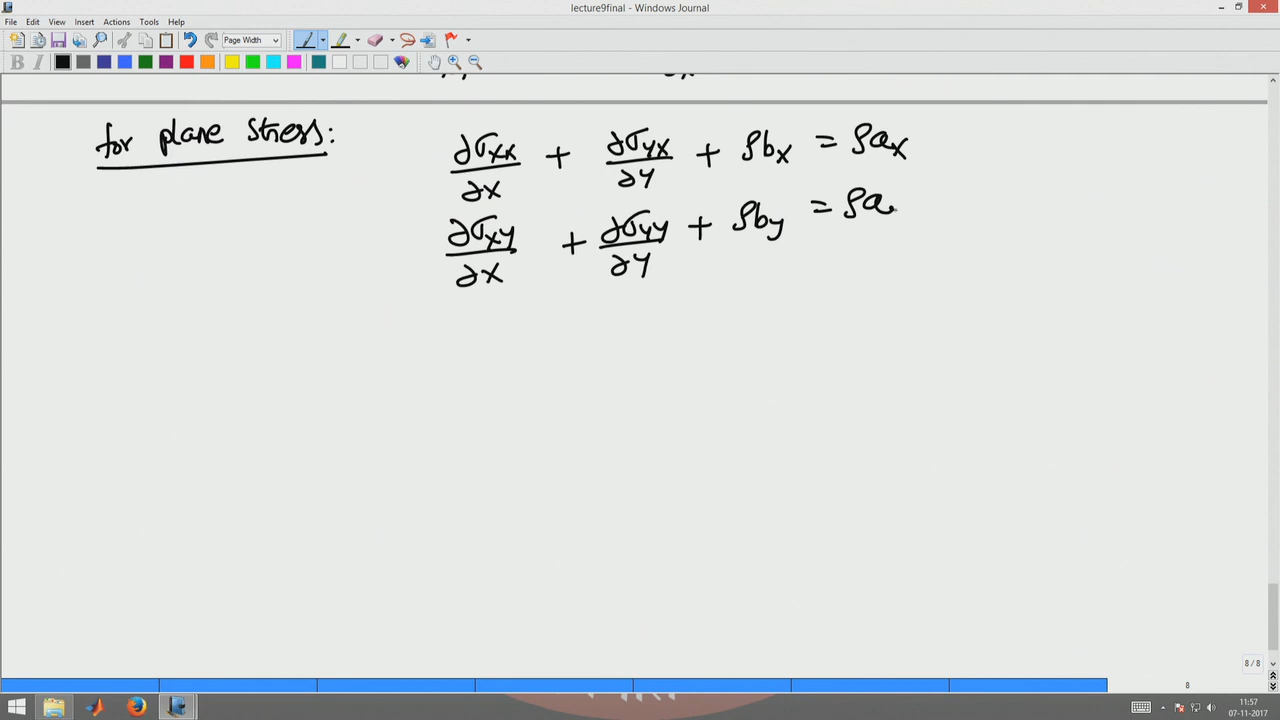 lecture9final - Windows Journal
File Edit View Insert Actions Tools Help
Page Width
B I
for plane stress: ∂σxx/∂x + ∂σyx/∂y + ρbx = ρax
∂σxy/∂x + ∂σyy/∂y + ρby = ρa
8 / 8
8
11:57
07-11-2017